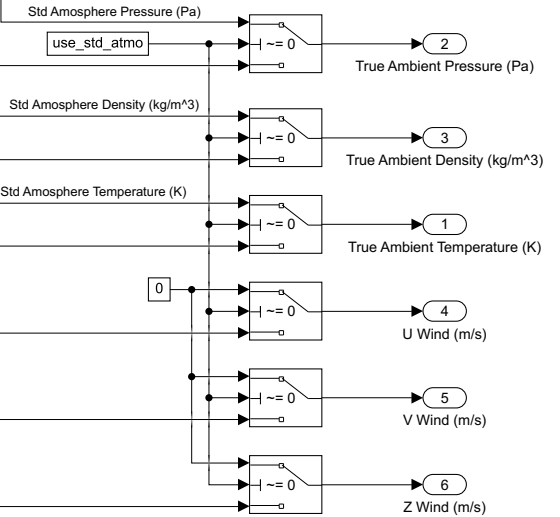 Std Amosphere Pressure (Pa)
use_std_atmo
~= 0
2
True Ambient Pressure (Pa)
Std Amosphere Density (kg/m^3)
~= 0
3
True Ambient Density (kg/m^3)
Std Amosphere Temperature (K)
~= 0
1
True Ambient Temperature (K)
0
~= 0
4
U Wind (m/s)
~= 0
5
V Wind (m/s)
~= 0
6
Z Wind (m/s)